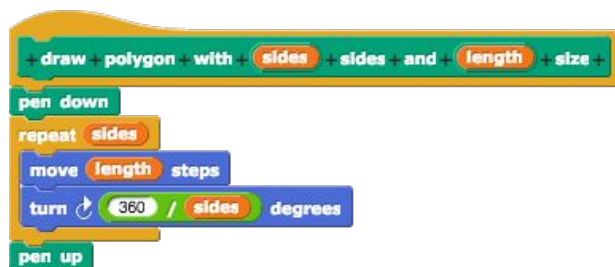 + draw + polygon + with + sides + sides + and + length + size +
pen down
repeat sides
move length steps
turn 360 / sides degrees
pen up